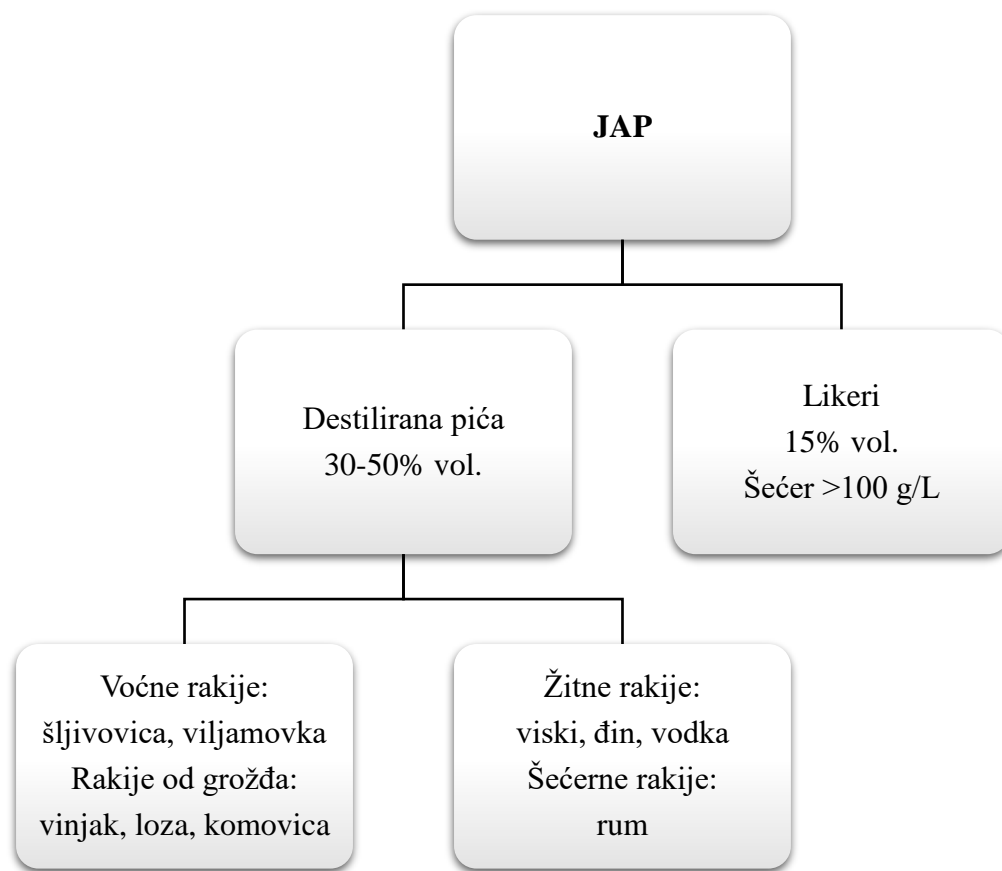 JAP
Destilirana pića
30-50% vol.
Likeri
15% vol.
Šećer >100 g/L
Voćne rakije:
šljivovica, viljamovka
Rakije od grožđa:
vinjak, loza, komovica
Žitne rakije:
viski, đin, vodka
Šećerne rakije:
rum